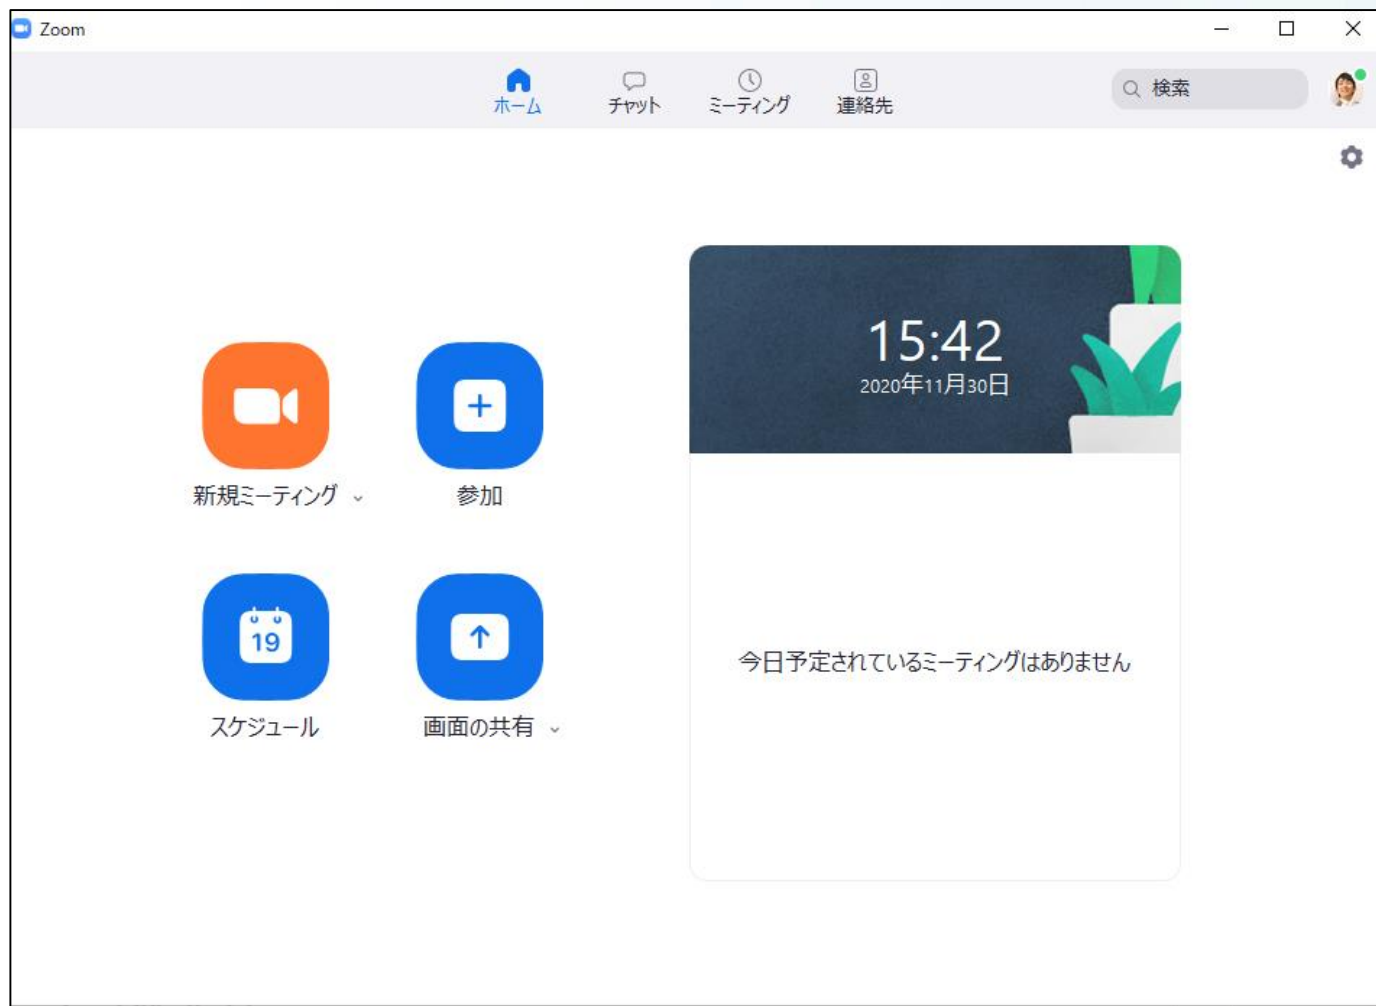 Zoom
ホーム
チャット
ミーティング
連絡先
検索
15:42
2020年11月30日
新規ミーティング
参加
19
スケジュール
画面の共有
今日予定されているミーティングはありません